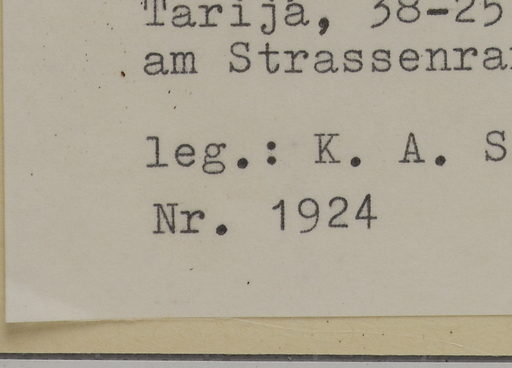 Tarija, 38-25
am Strassenra
leg.: K. A. S
Nr. 1924